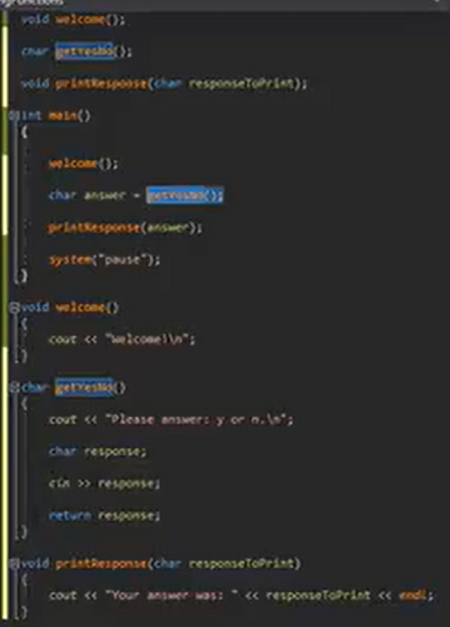 void welcome();
char getYesNo();
void printResponse(char responseToPrint);
int main()
{
welcome();
char answer = getYesNo();
printResponse(answer);
system("pause");
}
void welcome()
{
cout << "Welcome!\n";
}
char getYesNo()
{
cout << "Please answer: y or n.\n";
char response;
cin >> response;
return response;
}
void printResponse(char responseToPrint)
{
cout << "Your answer was: " << responseToPrint << endl;
}